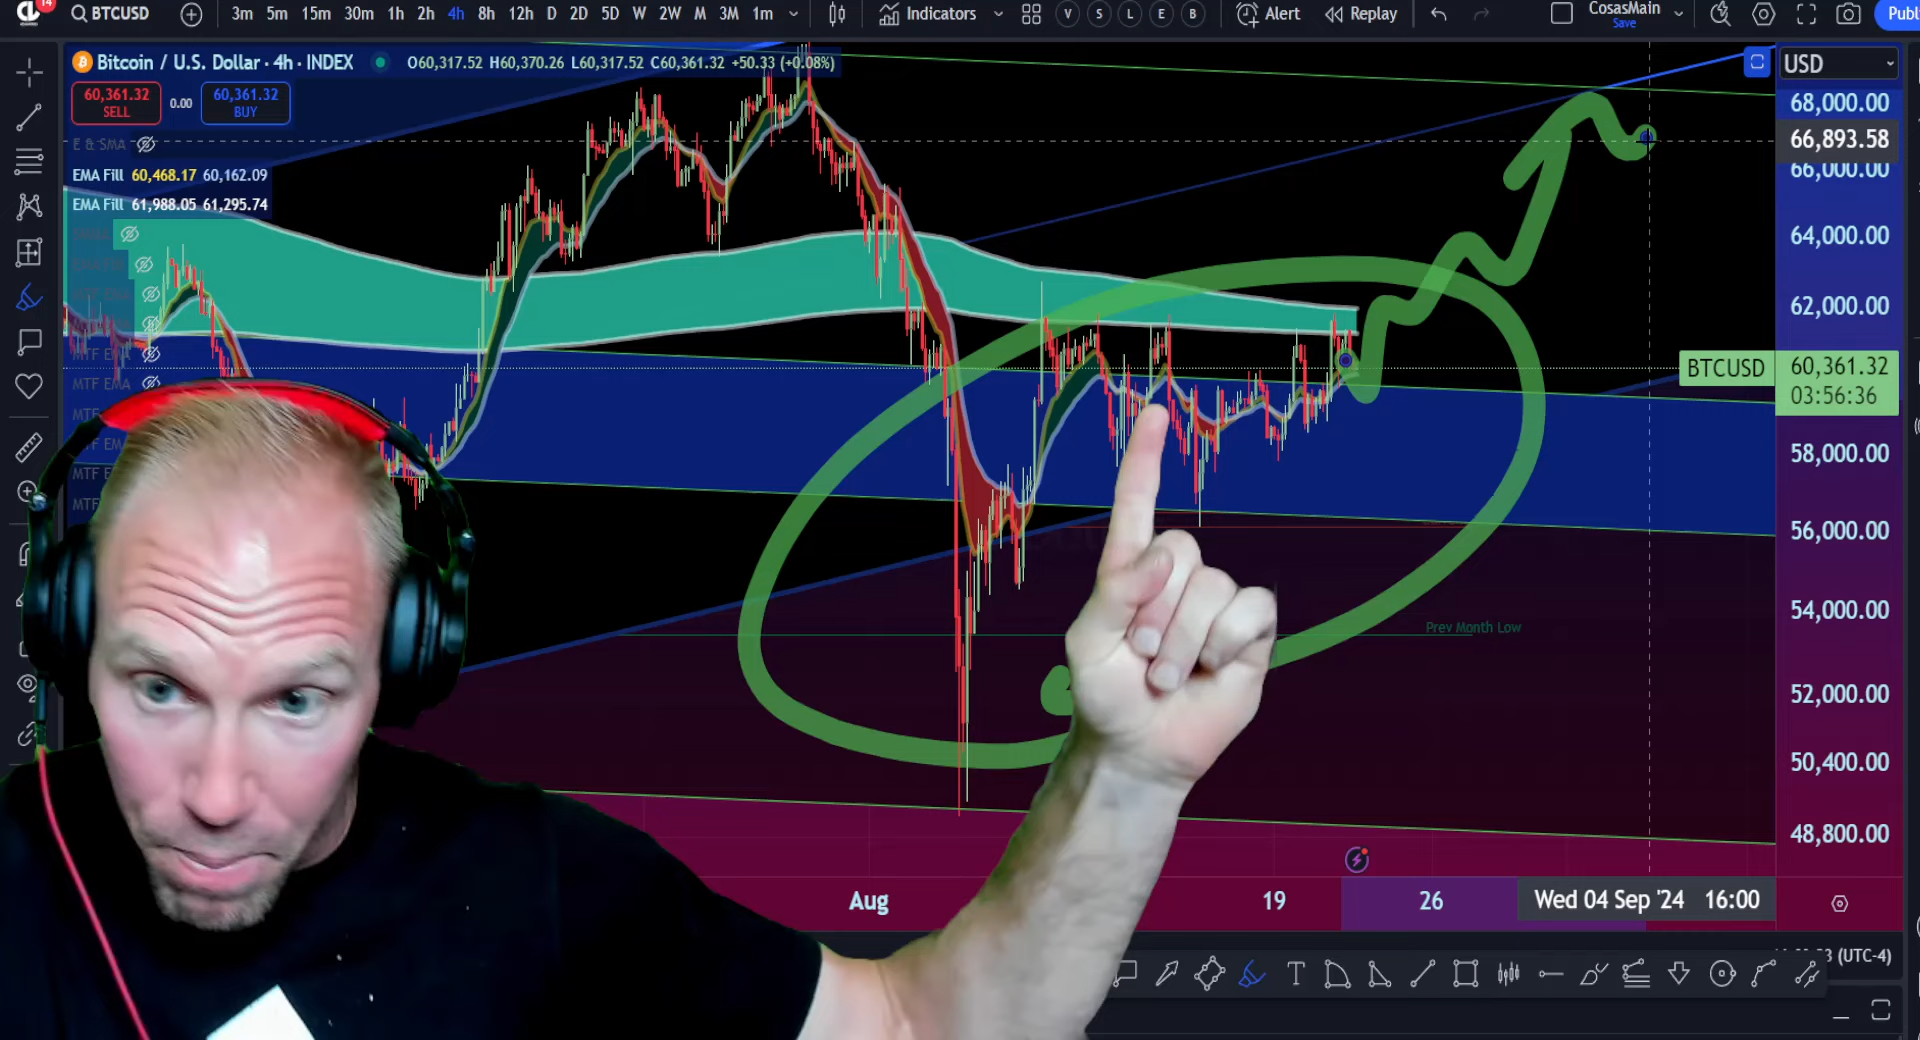 14
BTCUSD 3m 5m 15m 30m 1h 2h 4h 8h 12h D 2D 5D W 2W M 3M 1m Indicators V S L E B Alert Replay CosasMain Publ
Save
Bitcoin / U.S. Dollar · 4h · INDEX O60,317.52 H60,370.26 L60,317.52 C60,361.32 +50.33 (+0.08%)
60,361.32 SELL 0.00 60,361.32 BUY
E & SMA
EMA Fill 60,468.17 60,162.09
EMA Fill 61,988.05 61,295.74
MTF EMA
MTF EMA
MTF
MTF E
MTF E
MTF
USD
68,000.00
66,893.58
66,000.00
64,000.00
62,000.00
BTCUSD 60,361.32
03:56:36
58,000.00
56,000.00
54,000.00
Prev Month Low
52,000.00
50,400.00
48,800.00
Aug 19 26 Wed 04 Sep '24 16:00
3 (UTC-4)